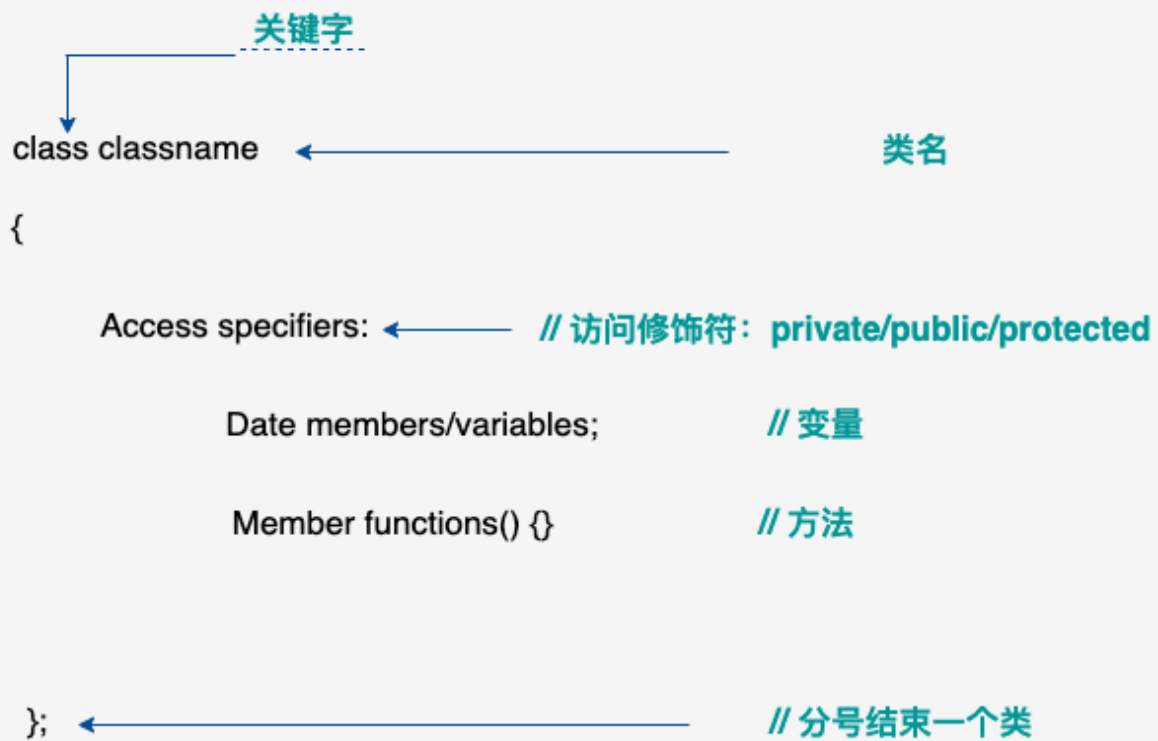 关键字
class classname 类名
{
Access specifiers: // 访问修饰符：private/public/protected
Date members/variables; // 变量
Member functions() {} // 方法
}; // 分号结束一个类